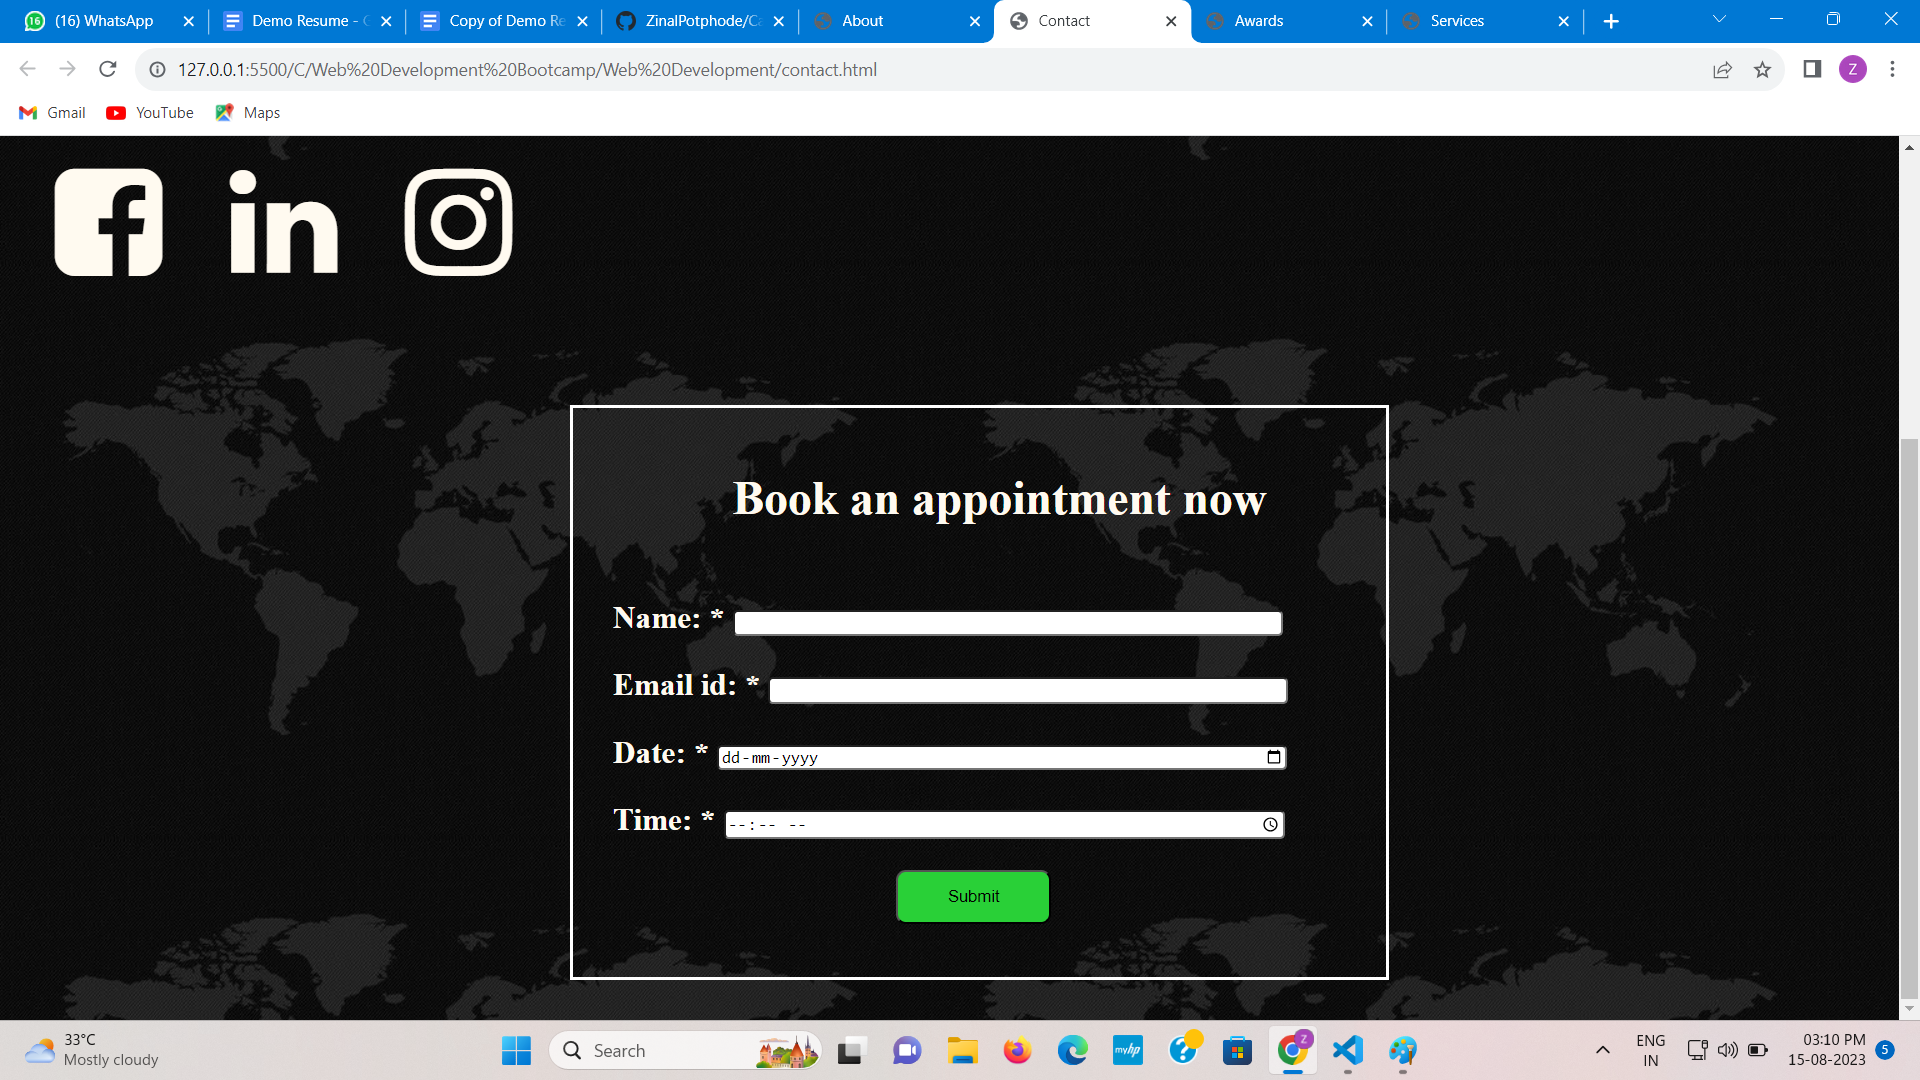 (16) WhatsApp
Demo Resume - 
Copy of Demo Re
ZinalPotphode/Ca
About
Contact
Awards
Services
127.0.0.1:5500/C/Web%20Development%20Bootcamp/Web%20Development/contact.html
Z
Gmail
YouTube
Maps
in
Book an appointment now
Name: *
Email id: *
Date: * dd-mm-yyyy
Time: * --:-- --
Submit
33°C
Mostly cloudy
Search
myhp
Z
ENG
IN
03:10 PM
15-08-2023
5